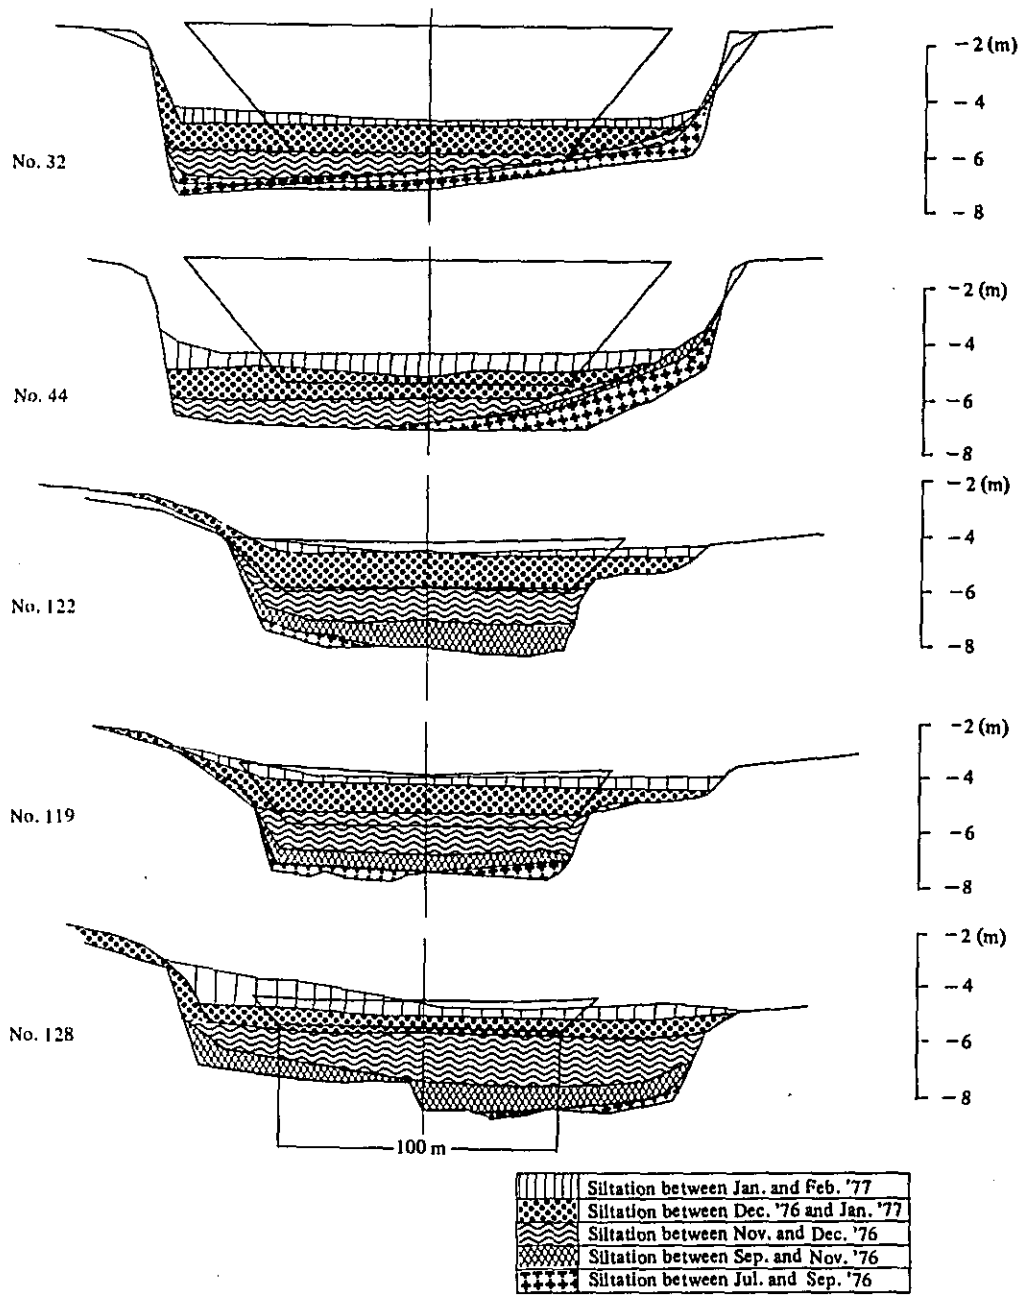 − 2 (m)
− 4
No. 32
− 6
− 8
− 2 (m)
− 4
No. 44
− 6
− 8
− 2 (m)
− 4
No. 122
− 6
− 8
− 2 (m)
− 4
No. 119
− 6
− 8
− 2 (m)
− 4
No. 128
− 6
− 8
100 m
Siltation between Jan. and Feb. '77
Siltation between Dec. '76 and Jan. '77
Siltation between Nov. and Dec. '76
Siltation between Sep. and Nov. '76
Siltation between Jul. and Sep. '76